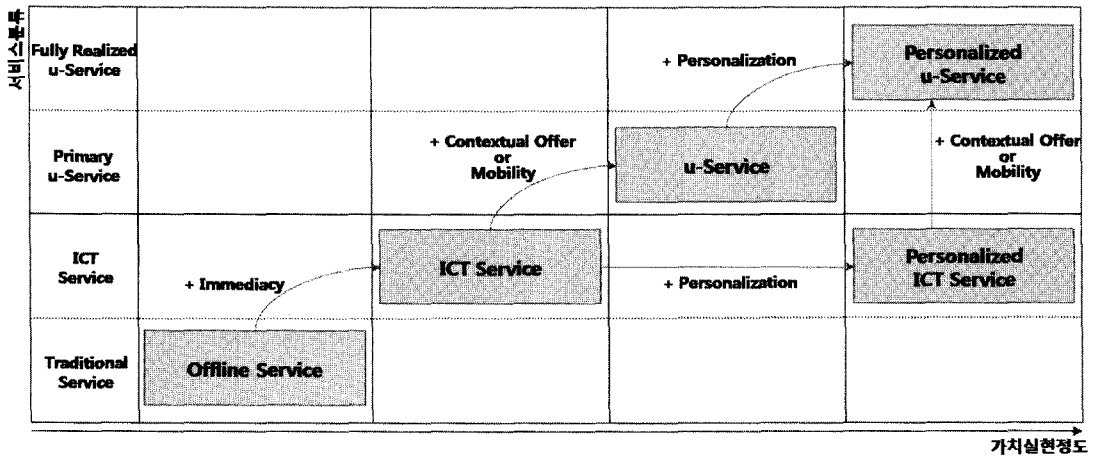 서비스분류
Fully Realized
u-Service
+ Personalization
Personalized
u-Service
Primary
u-Service
+ Contextual Offer
or
Mobility
u-Service
+ Contextual Offer
or
Mobility
ICT
Service
+ Immediacy
ICT Service
+ Personalization
Personalized
ICT Service
Traditional
Service
Offline Service
가치실현정도